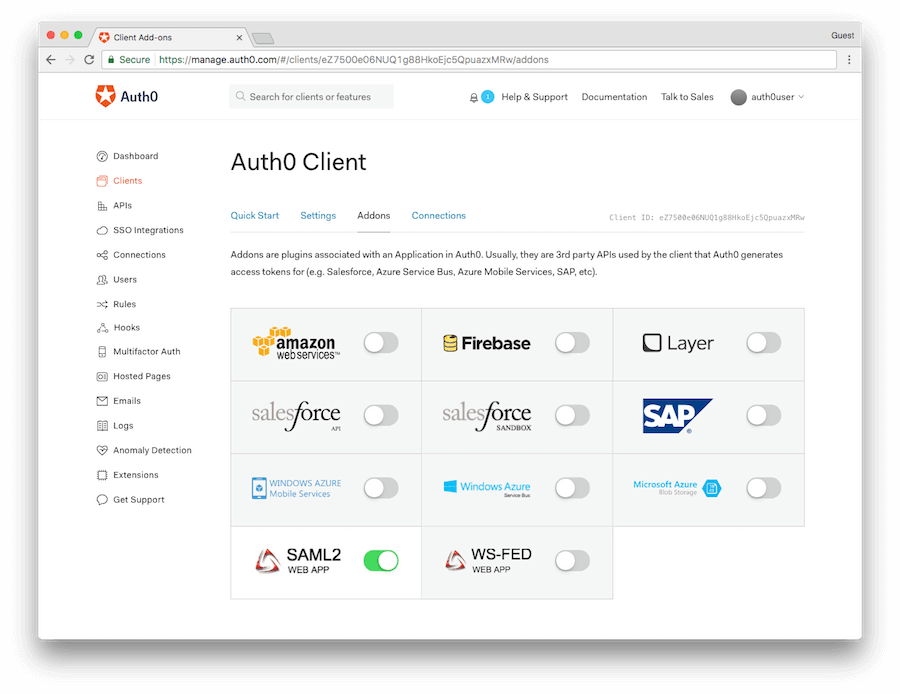 Client Add-ons
Guest
Secure https://manage.auth0.com/#/clients/eZ7500e06NUQ1g88HkoEjc5QpuazxMRw/addons
Auth0
Search for clients or features
1
Help & Support
Documentation
Talk to Sales
auth0user
Dashboard
Clients
APIs
SSO Integrations
Connections
Users
Rules
Hooks
Multifactor Auth
Hosted Pages
Emails
Logs
Anomaly Detection
Extensions
Get Support
Auth0 Client
Quick Start
Settings
Addons
Connections
Client ID: eZ7500e06NUQ1g88HkoEjc5QpuazxMRw
Addons are plugins associated with an Application in Auth0. Usually, they are 3rd party APIs used by the client that Auth0 generates
access tokens for (e.g. Salesforce, Azure Service Bus, Azure Mobile Services, SAP, etc).
amazon
webservices™
Firebase
Layer
salesforce
API
salesforce
SANDBOX
SAP®
WINDOWS AZURE
Mobile Services
Windows Azure
Service Bus
Microsoft Azure
Blob Storage
SAML2
WEB APP
WS-FED
WEB APP